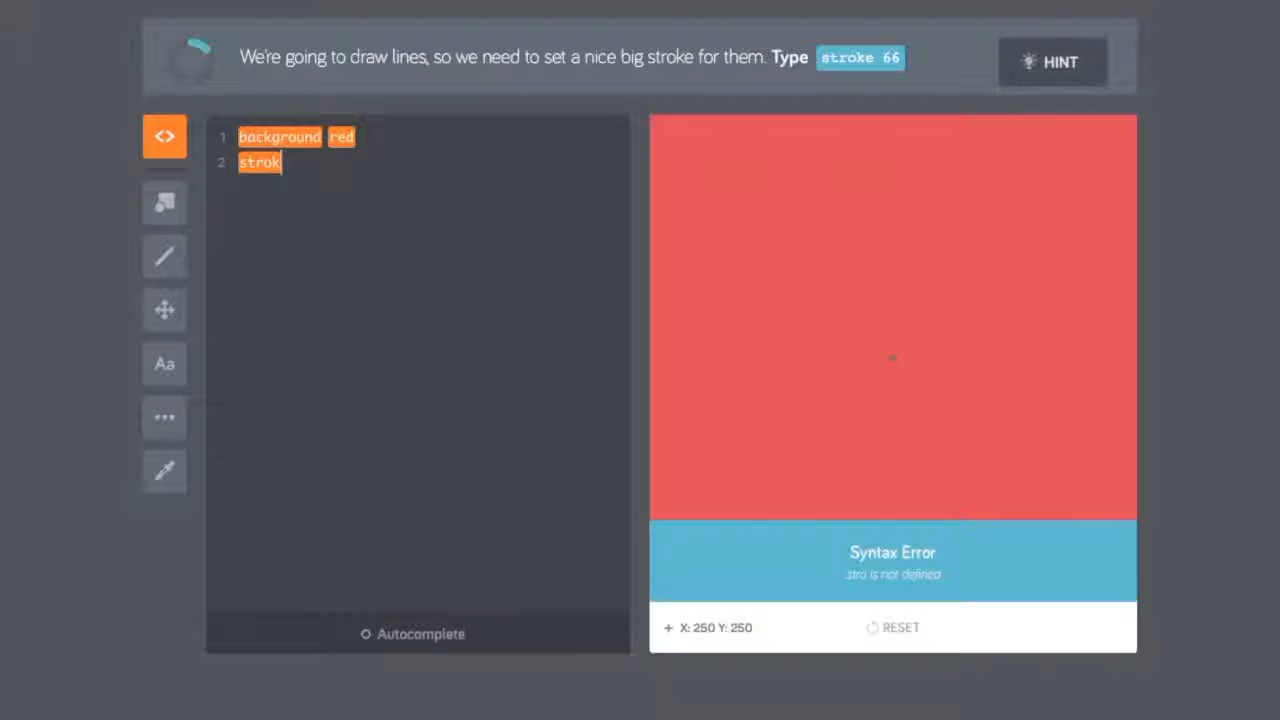 We're going to draw lines, so we need to set a nice big stroke for them. Type stroke 66
HINT
<>
1 background red
2 strok
Aa
Syntax Error
stro is not defined
Autocomplete
+ X: 250 Y: 250
RESET